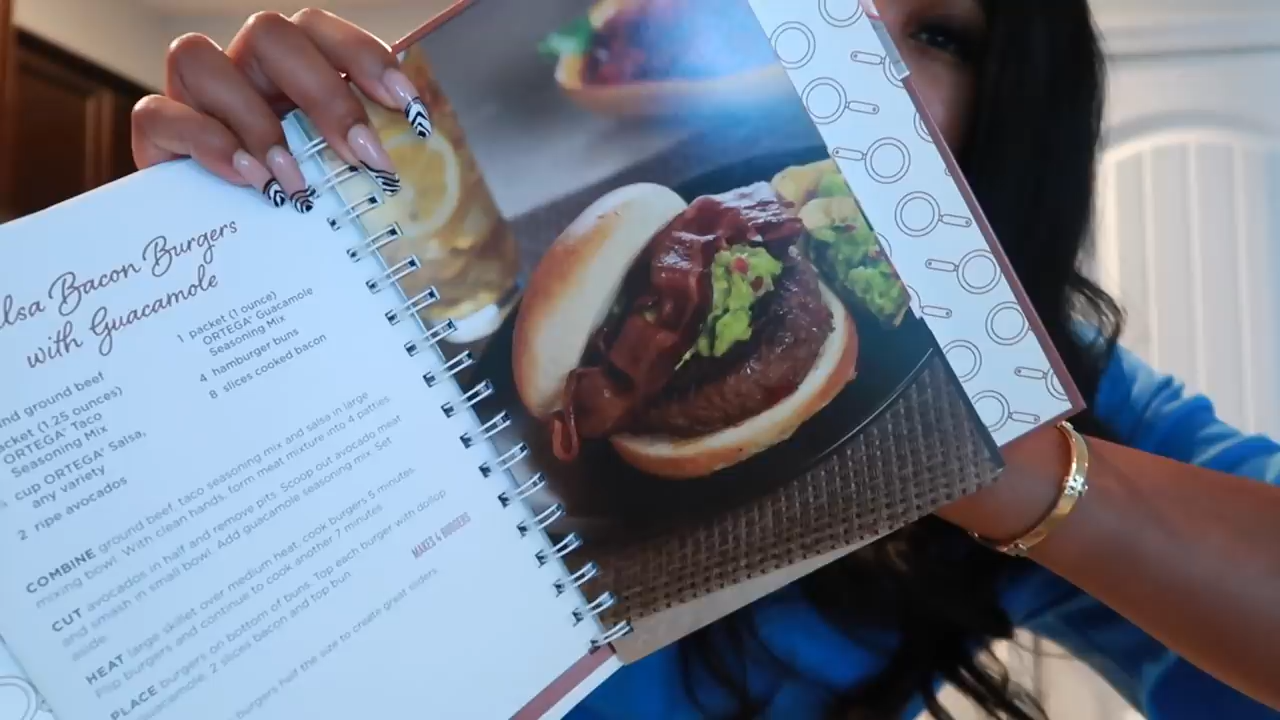 lsa Bacon Burgers
with Guacamole
nd ground beef
acket (1.25 ounces)
ORTEGA® Taco
Seasoning Mix
cup ORTEGA® Salsa,
any variety
2 ripe avocados
1 packet (1 ounce)
ORTEGA® Guacamole
Seasoning Mix
4 hamburger buns
8 slices cooked bacon
COMBINE ground beef, taco seasoning mix and salsa in large
mixing bowl. With clean hands, form meat mixture into 4 patties.
CUT avocados in half and remove pits. Scoop out avocado meat
and smash in small bowl. Add guacamole seasoning mix. Set
aside.
HEAT large skillet over medium heat; cook burgers 5 minutes.
Flip burgers and continue to cook another 7 minutes.
PLACE burgers on bottom of buns. Top each burger with dollop
guacamole, 2 slices bacon and top bun.
MAKES 4 BURGERS
burgers half the size to create great sliders